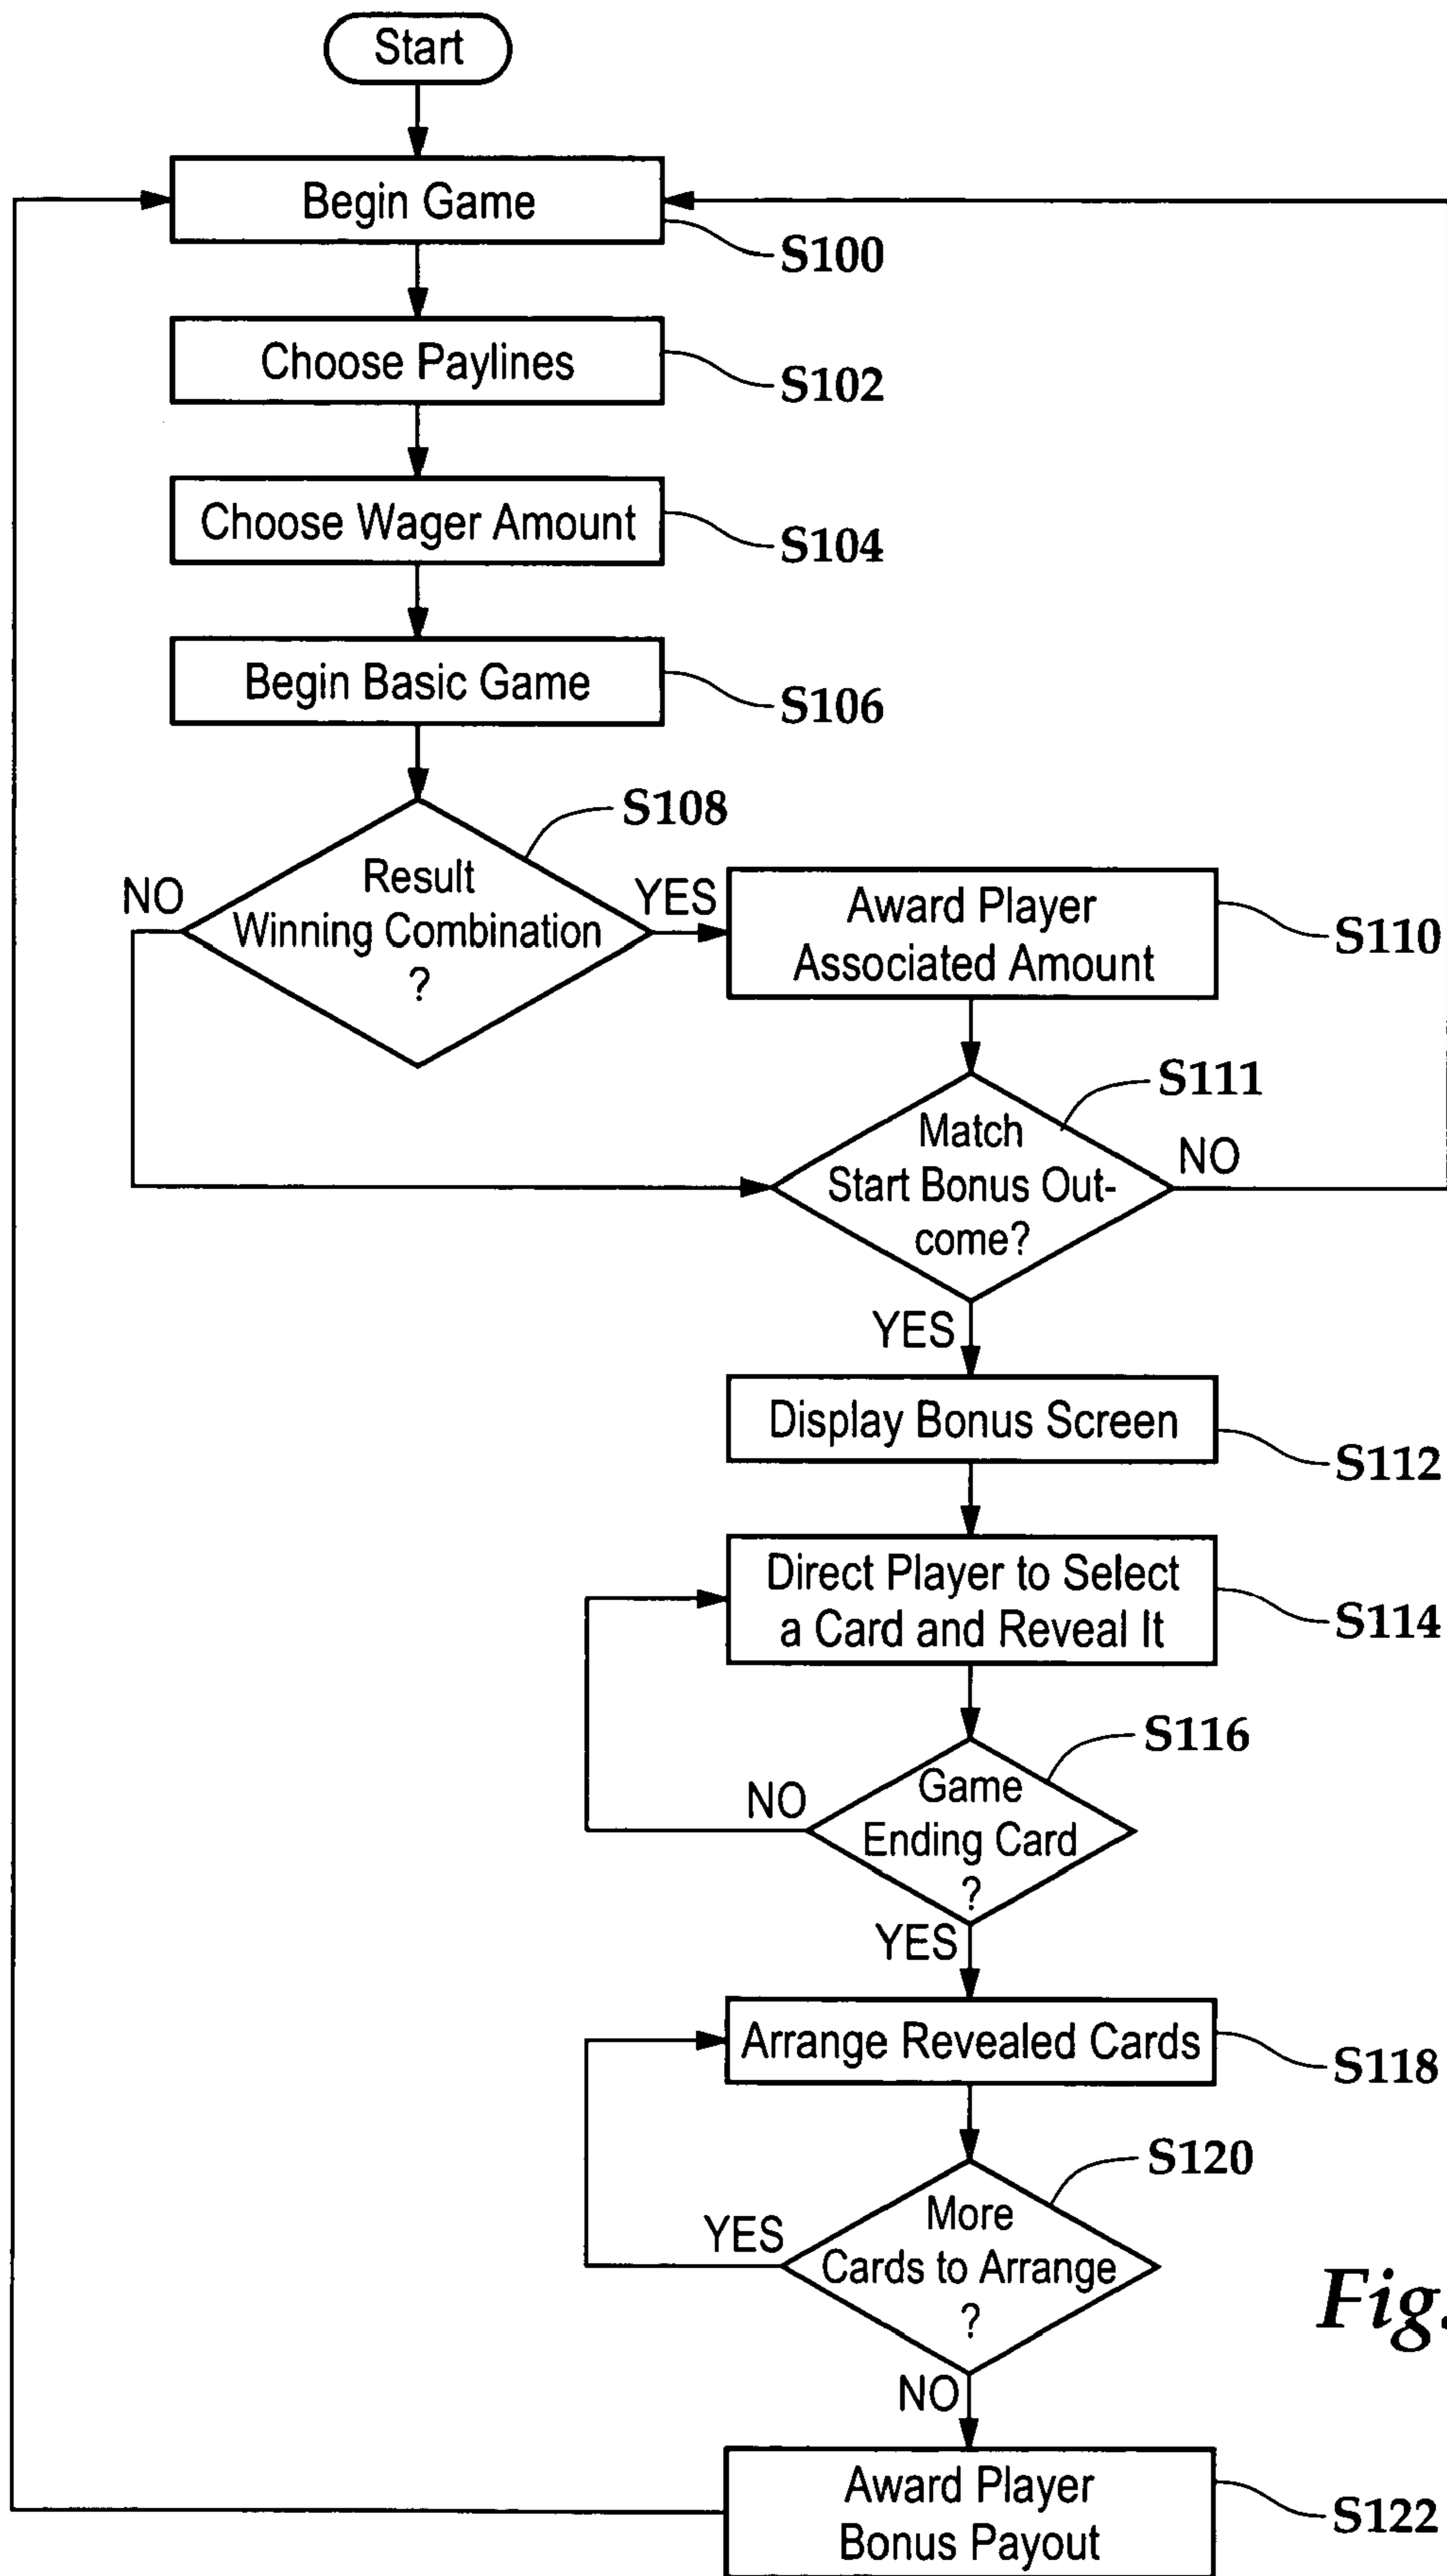 Start
Begin Game
S100
Choose Paylines
S102
Choose Wager Amount
S104
Begin Basic Game
S106
S108
NO
Result
Winning Combination
?
YES
Award Player
Associated Amount
S110
S111
Match
Start Bonus Out-
come?
NO
YES
Display Bonus Screen
S112
Direct Player to Select
a Card and Reveal It
S114
S116
NO
Game
Ending Card
?
YES
Arrange Revealed Cards
S118
S120
YES
More
Cards to Arrange
?
Fig.
NO
Award Player
Bonus Payout
S122